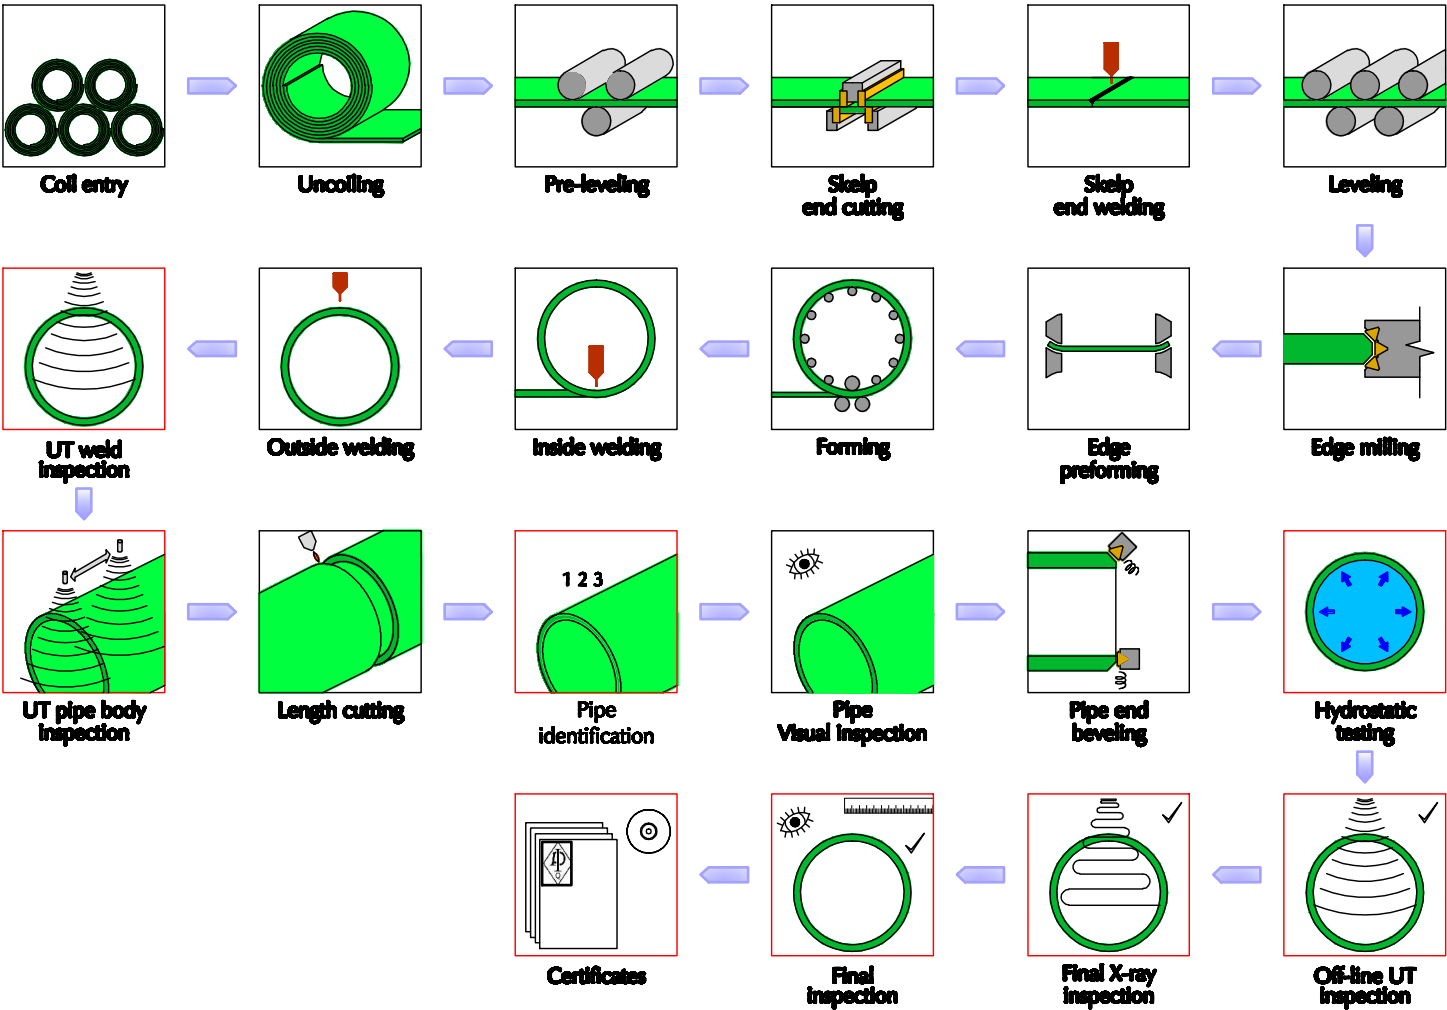 Coil entry
Uncoiling
Pre-leveling
Skelp
end cutting
Skelp
end welding
Leveling
UT weld
inspection
Outside welding
Inside welding
Forming
Edge
preforming
Edge milling
1 2 3
UT pipe body
inspection
Length cutting
Pipe
identification
Pipe
Visual inspection
Pipe end
beveling
Hydrostatic
testing
Certificates
Final
inspection
Final X-ray
inspection
Off-line UT
inspection